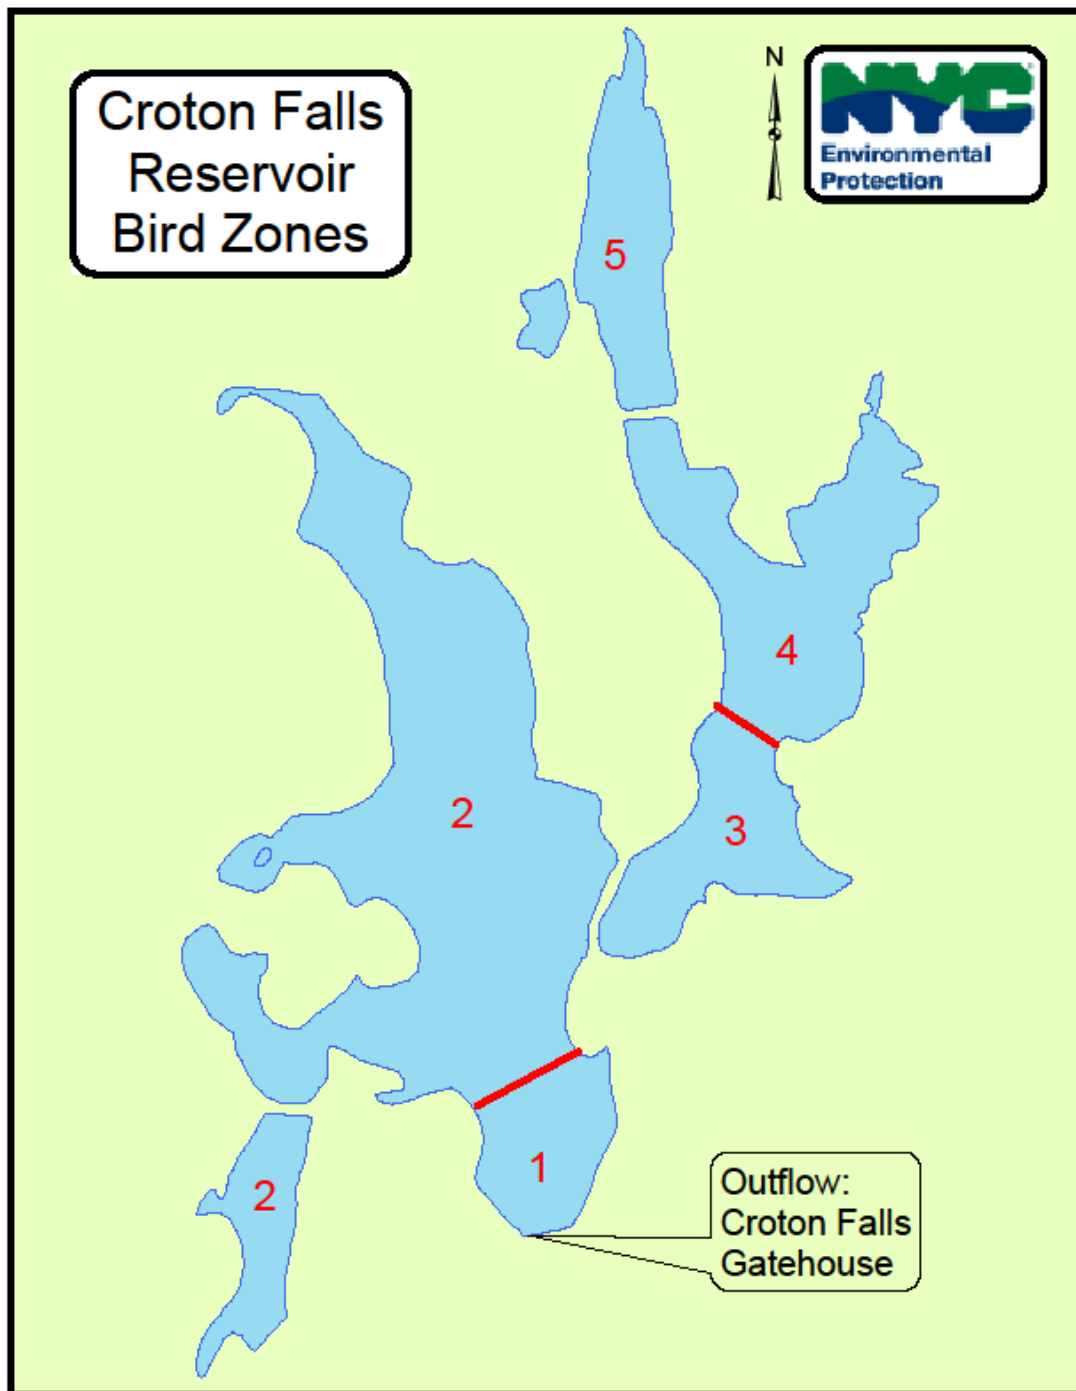 Croton Falls
Reservoir
Bird Zones
N
NYC
Environmental
Protection
5
4
2
3
1
2
Outflow:
Croton Falls
Gatehouse